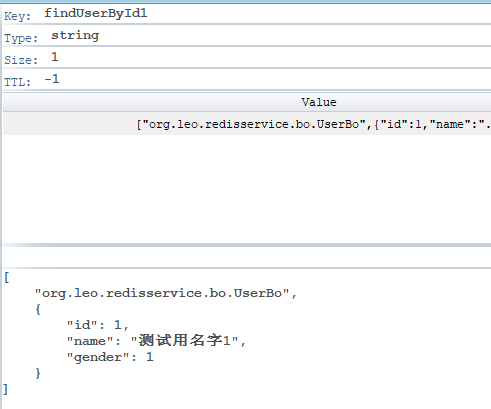 Key: findUserById1
Type: string
Size: 1
TTL: -1
Value
["org.leo.redisservice.bo.UserBo",{"id":1,"name":".
[
"org.leo.redisservice.bo.UserBo",
{
"id": 1,
"name": "测试用名字1",
"gender": 1
}
]